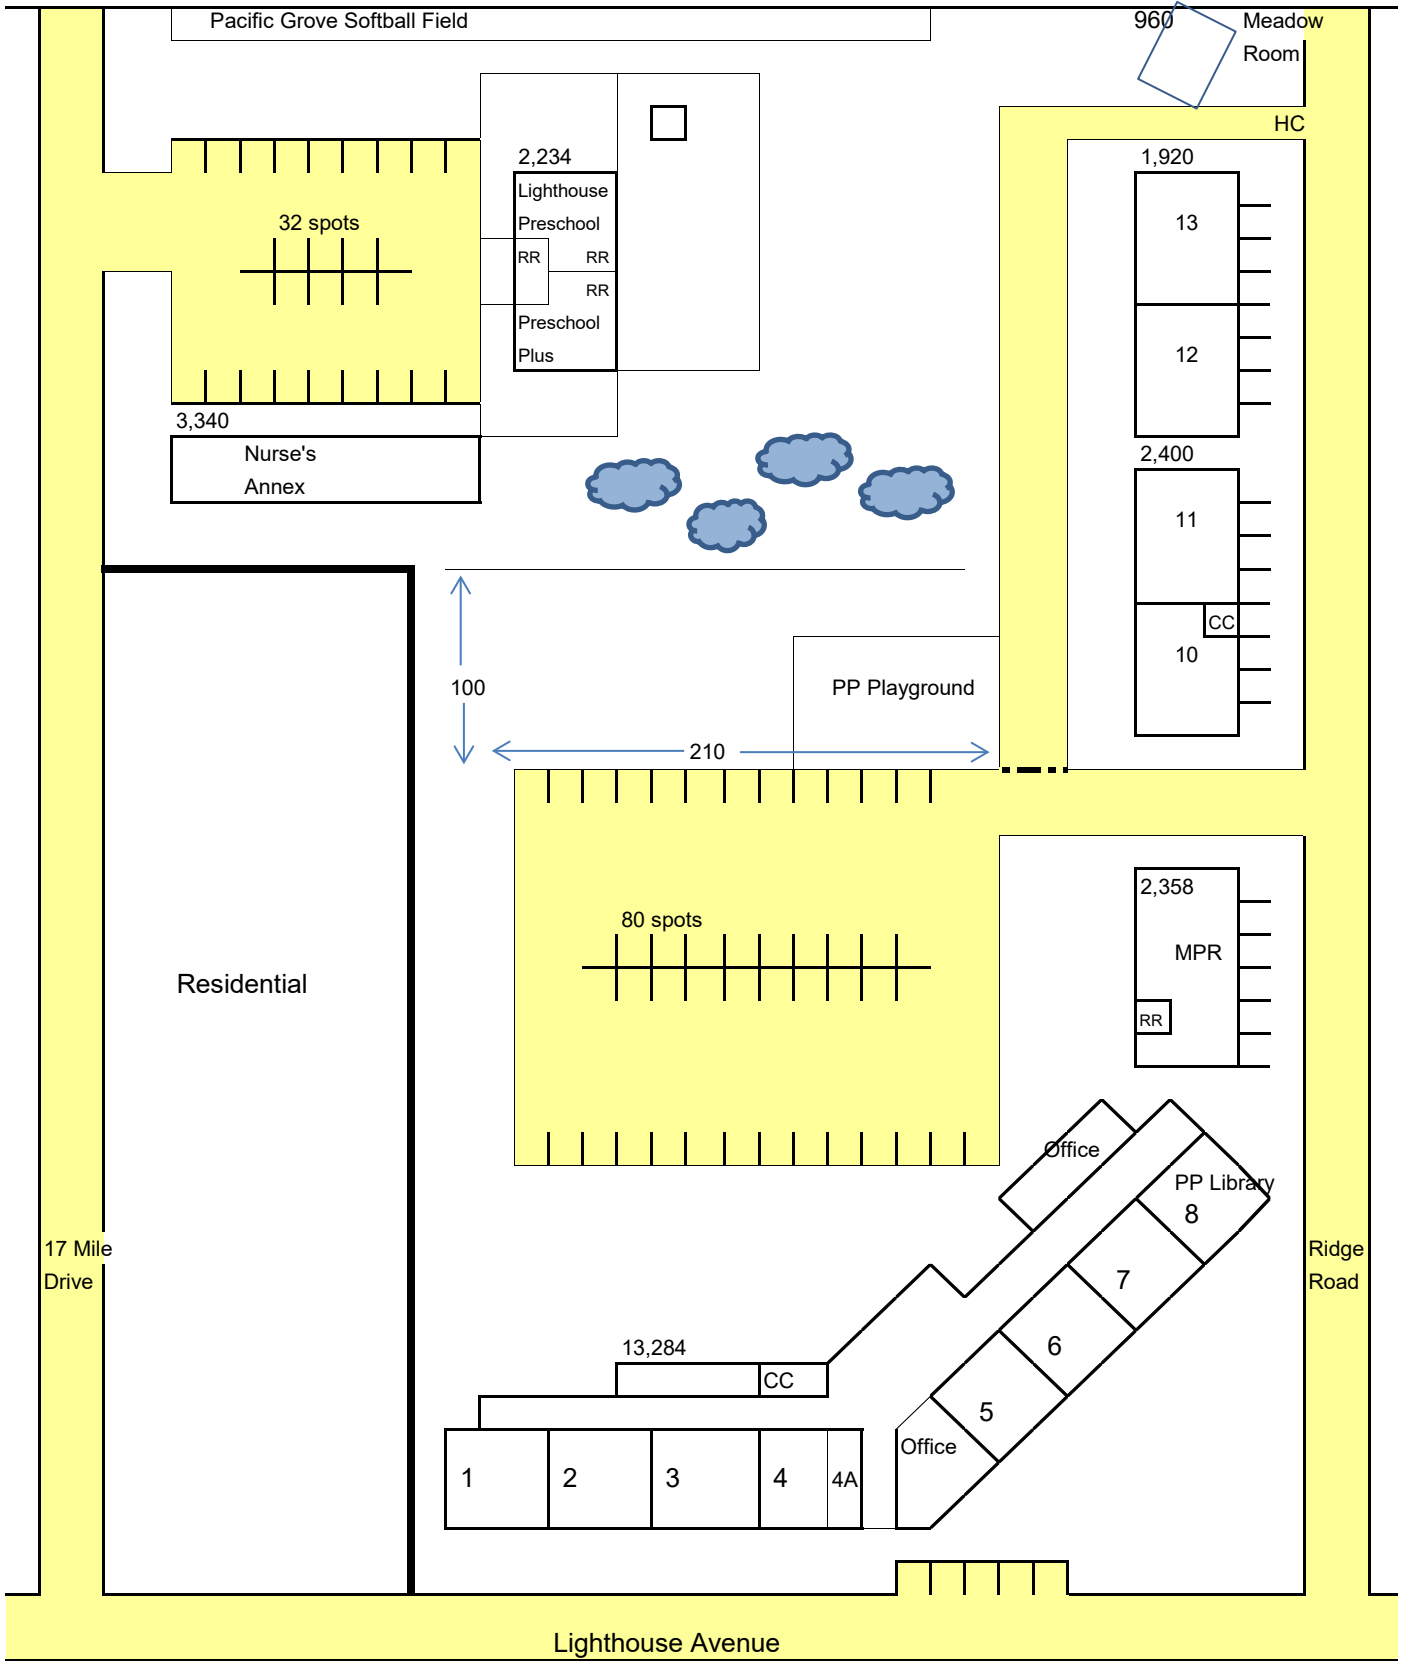 Pacific Grove Softball Field
960
Meadow
Room
HC
2,234
1,920
Lighthouse
Preschool
32 spots
13
RR
RR
RR
Preschool
Plus
12
3,340
Nurse's
Annex
2,400
11
CC
10
100
PP Playground
210
2,358
80 spots
MPR
Residential
RR
Office
PP Library
8
17 Mile
Drive
Ridge
Road
7
6
13,284
CC
5
Office
1
2
3
4
4A
Lighthouse Avenue